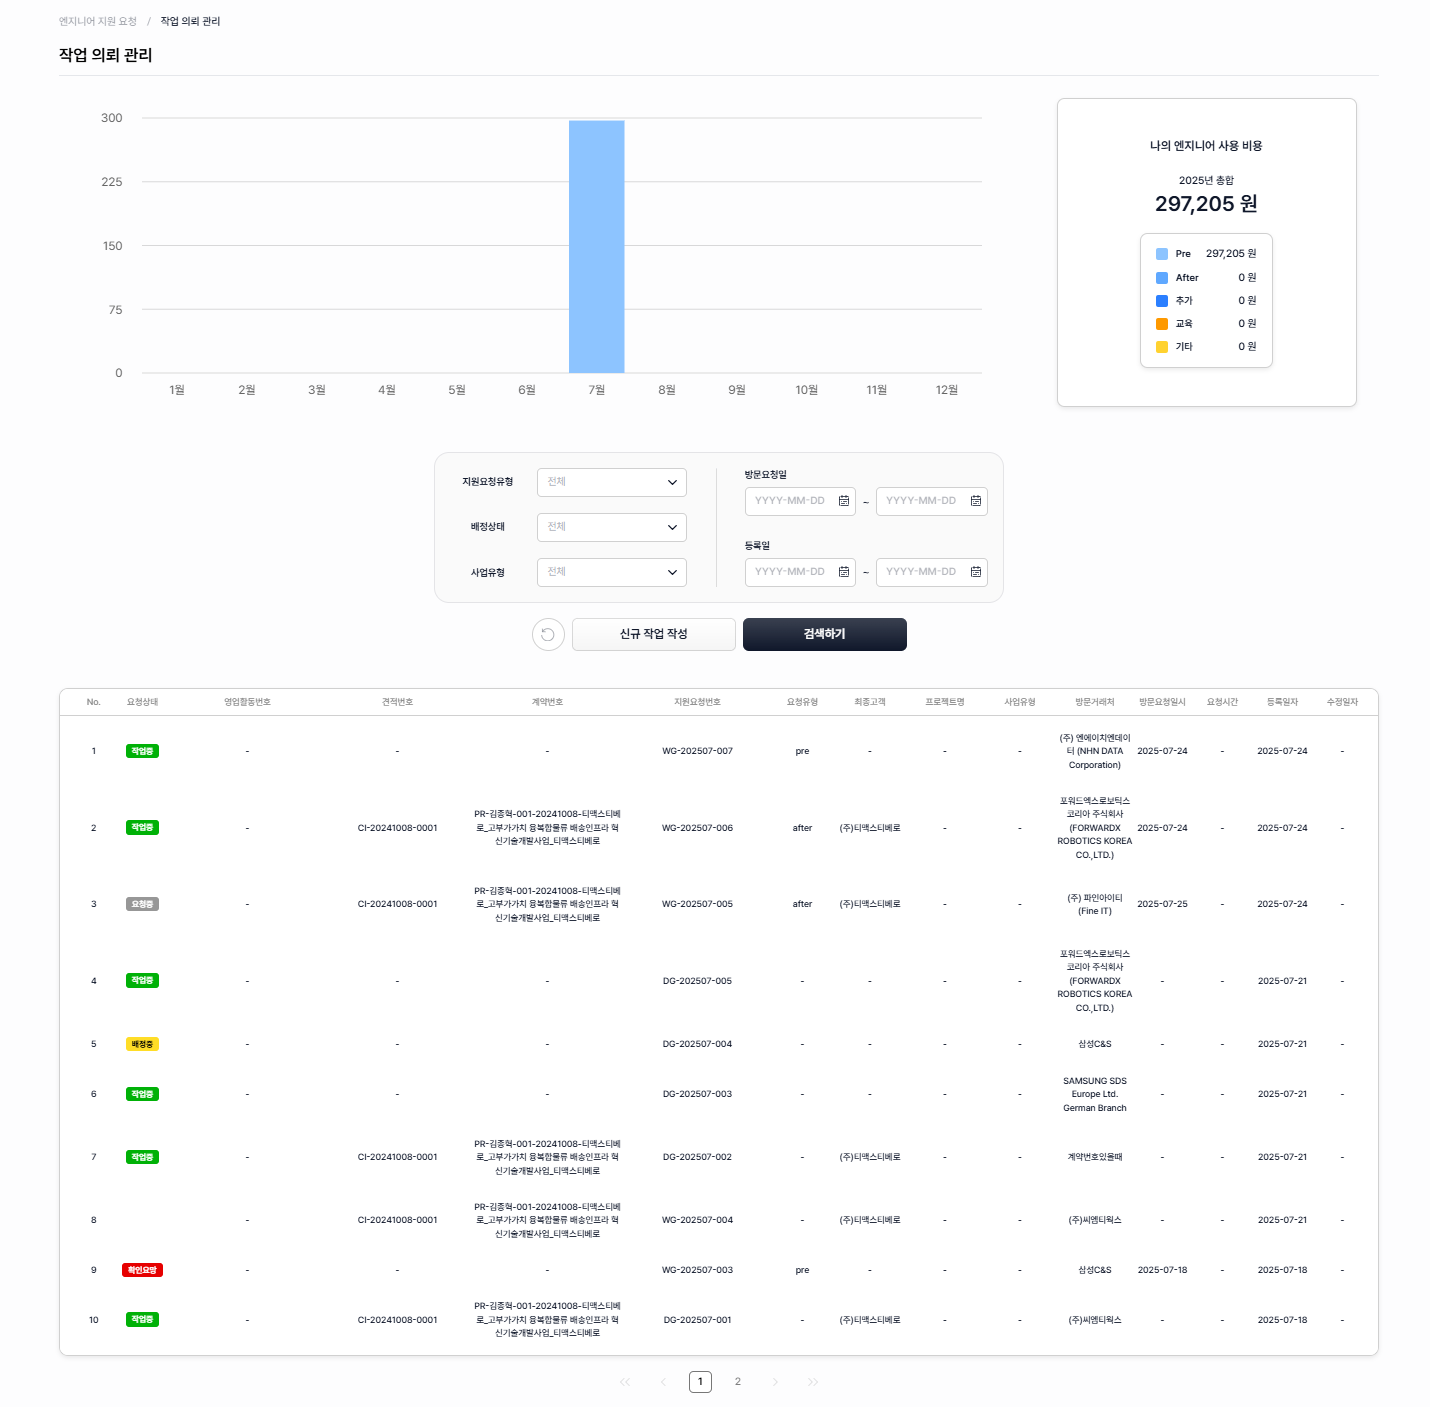 엔지니어 지원 요청 / 작업 의뢰 관리
작업 의뢰 관리
300
225
150
75
0
1월 2월 3월 4월 5월 6월 7월 8월 9월 10월 11월 12월
나의 엔지니어 사용 비용
2025년 총합
297,205 원
Pre 297,205 원
After 0 원
추가 0 원
교육 0 원
기타 0 원
지원요청유형 전체
배정상태 전체
사업유형 전체
방문요청일
YYYY-MM-DD ~ YYYY-MM-DD
등록일
YYYY-MM-DD ~ YYYY-MM-DD
신규 작업 작성 검색하기
No. 요청상태 영업활동번호 견적번호 계약번호 지원요청번호 요청유형 최종고객 프로젝트명 사업유형 방문거래처 방문요청일시 요청시간 등록일자 수정일자
(주) 엔에이치엔데이
1 작업중 - - - WG-202507-007 pre - - - 터 (NHN DATA 2025-07-24 - 2025-07-24 -
Corporation)
포워드엑스로보틱스
PR-김종혁-001-20241008-티맥스티베 코리아 주식회사
2 작업중 - CI-20241008-0001 로_고부가가치 융복합물류 배송인프라 혁 WG-202507-006 after (주)티맥스티베로 - - (FORWARDX 2025-07-24 - 2025-07-24 -
신기술개발사업_티맥스티베로 ROBOTICS KOREA
CO.,LTD.)
PR-김종혁-001-20241008-티맥스티베
3 요청중 - CI-20241008-0001 로_고부가가치 융복합물류 배송인프라 혁 WG-202507-005 after (주)티맥스티베로 - - (주) 파인아이티 2025-07-25 - 2025-07-24 -
신기술개발사업_티맥스티베로 (Fine IT)
포워드엑스로보틱스
코리아 주식회사
4 작업중 - - - DG-202507-005 - - - - (FORWARDX - - 2025-07-21 -
ROBOTICS KOREA
CO.,LTD.)
5 배정중 - - - DG-202507-004 - - - - 삼성C&S - - 2025-07-21 -
SAMSUNG SDS
6 작업중 - - - DG-202507-003 - - - - Europe Ltd. - - 2025-07-21 -
German Branch
PR-김종혁-001-20241008-티맥스티베
7 작업중 - CI-20241008-0001 로_고부가가치 융복합물류 배송인프라 혁 DG-202507-002 - (주)티맥스티베로 - - 계약번호있을때 - - 2025-07-21 -
신기술개발사업_티맥스티베로
PR-김종혁-001-20241008-티맥스티베
8 - CI-20241008-0001 로_고부가가치 융복합물류 배송인프라 혁 WG-202507-004 - (주)티맥스티베로 - - (주)씨엠티웍스 - - 2025-07-21 -
신기술개발사업_티맥스티베로
9 확인요망 - - - WG-202507-003 pre - - - 삼성C&S 2025-07-18 - 2025-07-18 -
PR-김종혁-001-20241008-티맥스티베
10 작업중 - CI-20241008-0001 로_고부가가치 융복합물류 배송인프라 혁 DG-202507-001 - (주)티맥스티베로 - - (주)씨엠티웍스 - - 2025-07-18 -
신기술개발사업_티맥스티베로
1 2